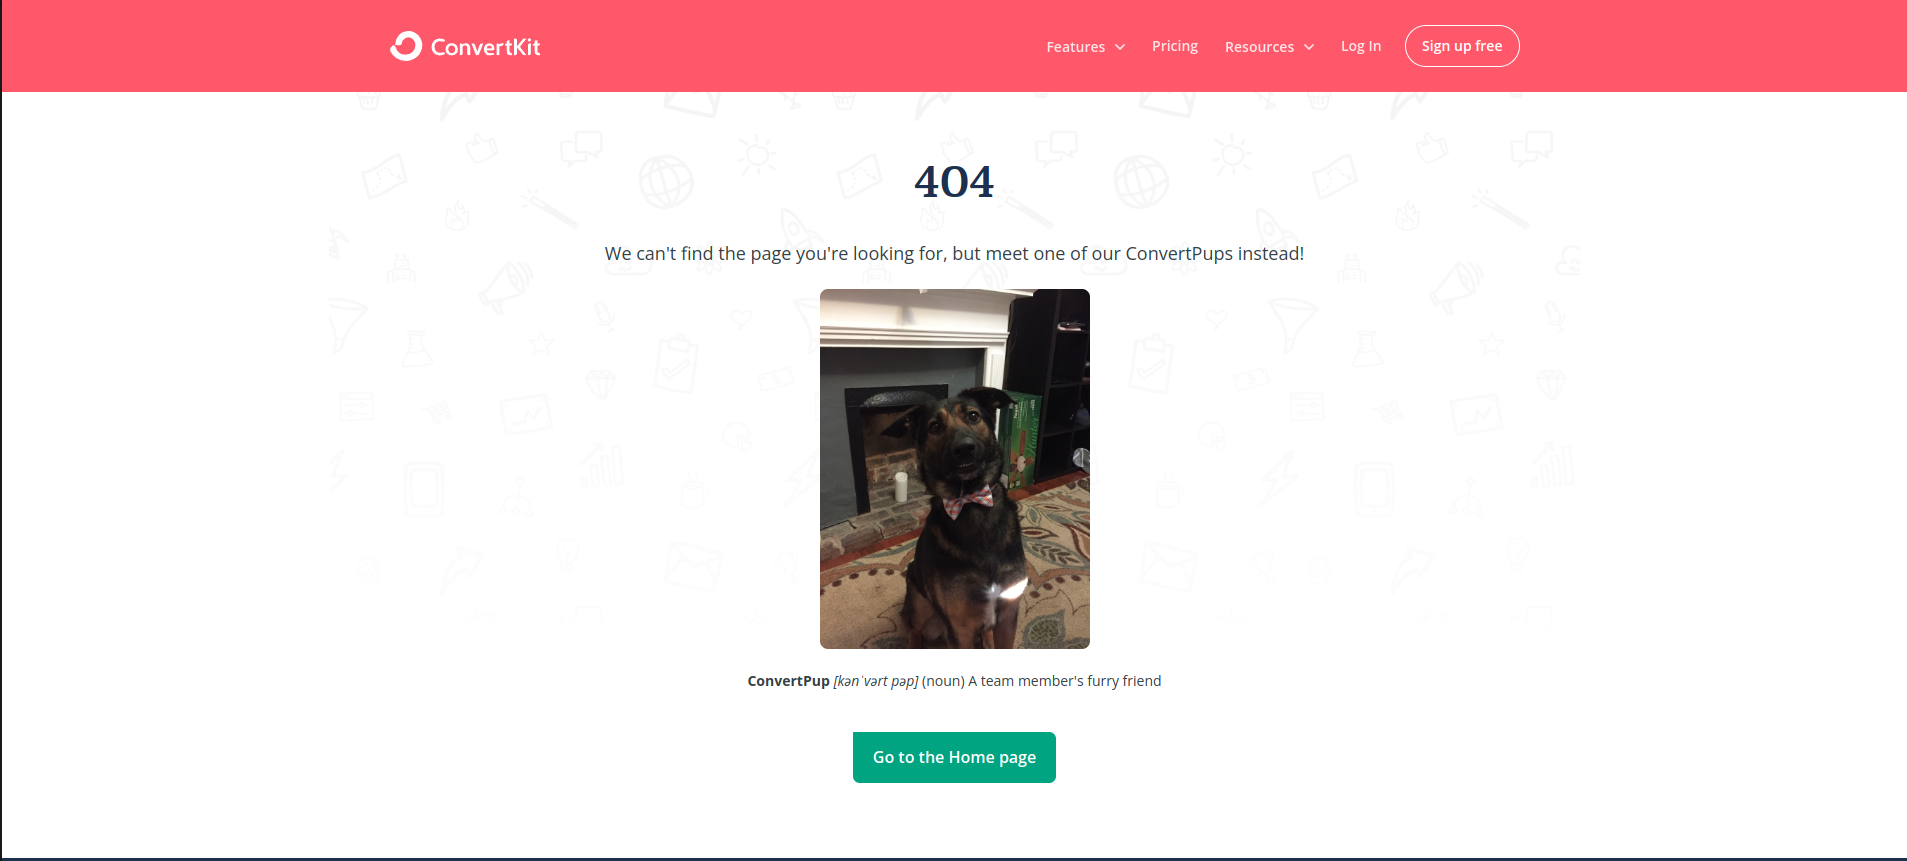 ConvertKit
Features
Pricing
Resources
Log In
Sign up free
404
We can't find the page you're looking for, but meet one of our ConvertPups instead!
ConvertPup [kənˈvərt pəp] (noun) A team member's furry friend
Go to the Home page